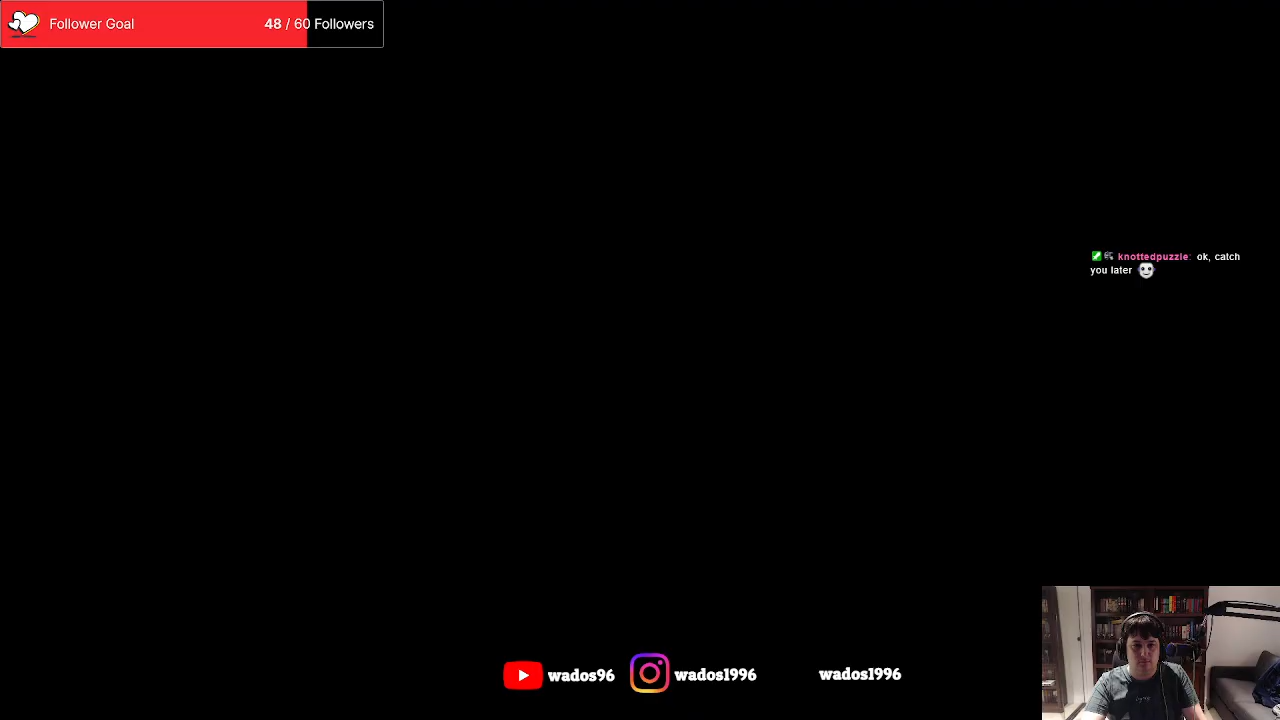 Follower Goal 48 / 60 Followers
knottedpuzzle: ok, catch
you later
wados96 wados1996 wados1996